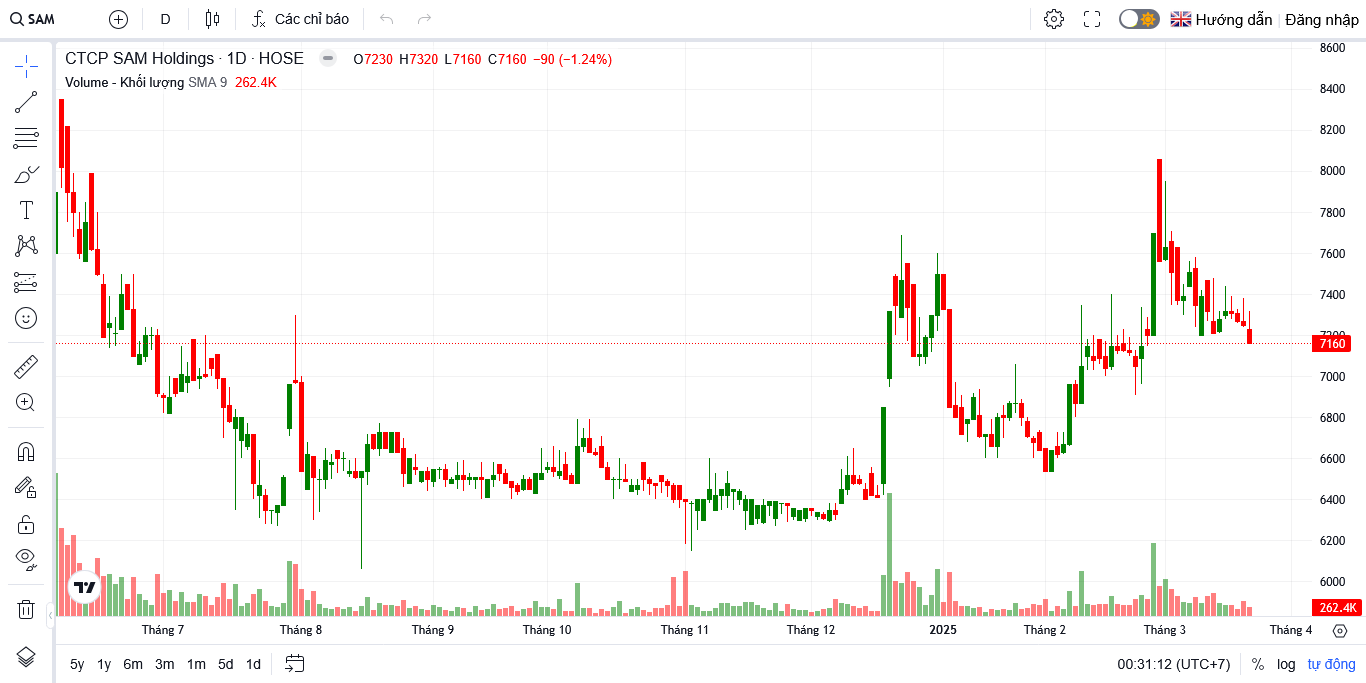 SAM D Các chỉ báo Hướng dẫn Đăng nhập
CTCP SAM Holdings · 1D · HOSE O7230 H7320 L7160 C7160 −90 (−1.24%)
Volume - Khối lượng SMA 9 262.4K
8600
8400
8200
8000
7800
7600
7400
7200
7160
7000
6800
6600
6400
6200
6000
262.4K
Tháng 7 Tháng 8 Tháng 9 Tháng 10 Tháng 11 Tháng 12 2025 Tháng 2 Tháng 3 Tháng 4
5y 1y 6m 3m 1m 5d 1d 00:31:12 (UTC+7) % log tự động